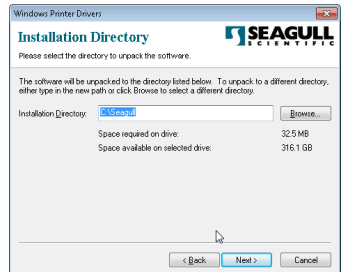 Windows Printer Drivers
Installation Directory
SEAGULL
SCIENTIFIC
Please select the directory to unpack the software.
The software will be unpacked to the directory listed below. To unpack to a different directory,
either type in the new path or click Browse to select a different directory.
Installation Directory:
C:\Seagull
Browse...
Space required on drive:
32.5 MB
Space available on selected drive:
316.1 GB
< Back
Next >
Cancel